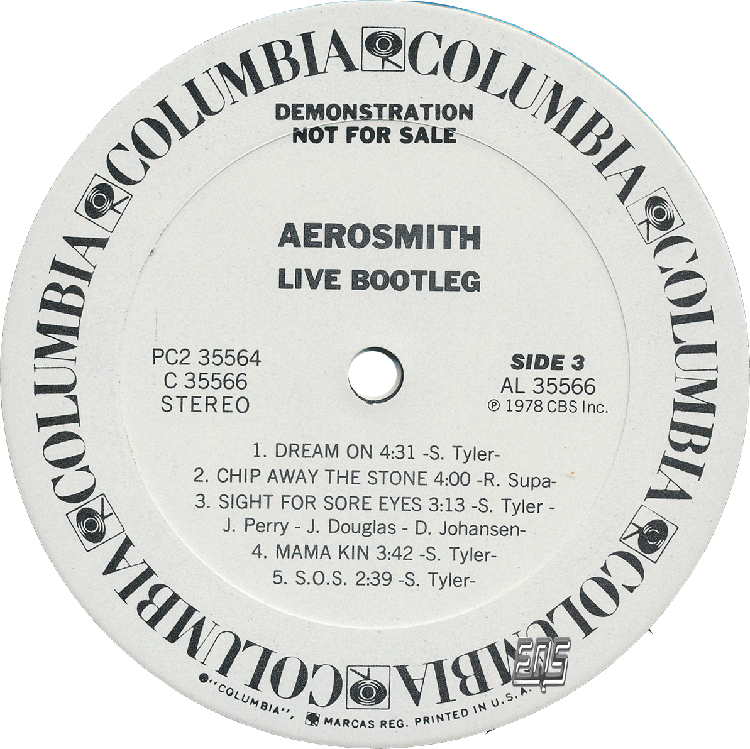 COLUMBIA COLUMBIA COLUMBIA COLUMBIA COLUMBIA COLUMBIA
DEMONSTRATION
NOT FOR SALE
AEROSMITH
LIVE BOOTLEG
PC2 35564
C 35566
STEREO
SIDE 3
AL 35566
℗ 1978 CBS Inc.
1. DREAM ON 4:31 -S. Tyler-
2. CHIP AWAY THE STONE 4:00 -R. Supa-
3. SIGHT FOR SORE EYES 3:13 -S. Tyler -
J. Perry - J. Douglas - D. Johansen-
4. MAMA KIN 3:42 -S. Tyler-
5. S.O.S. 2:39 -S. Tyler-
"COLUMBIA", MARCAS REG. PRINTED IN U.S.A.